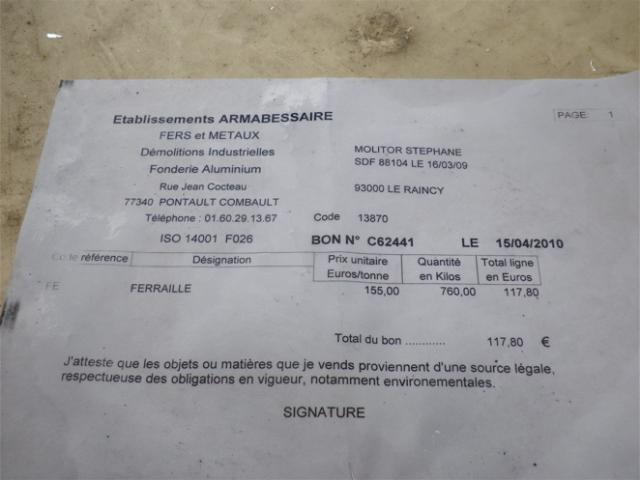 Etablissements ARMABESSAIRE
PAGE: 1
FERS et METAUX
Démolitions Industrielles
Fonderie Aluminium
Rue Jean Cocteau
77340 PONTAULT COMBAULT
Téléphone : 01.60.29.13.67
ISO 14001 F026
MOLITOR STEPHANE
SDF 88104 LE 16/03/09
93000 LE RAINCY
Code 13870
BON N° C62441 LE 15/04/2010
Code référence Désignation Prix unitaire Euros/tonne Quantité en Kilos Total ligne en Euros
FE FERRAILLE 155,00 760,00 117,80
Total du bon ............ 117,80 €
J'atteste que les objets ou matières que je vends proviennent d'une source légale,
respectueuse des obligations en vigueur, notamment environementales.
SIGNATURE